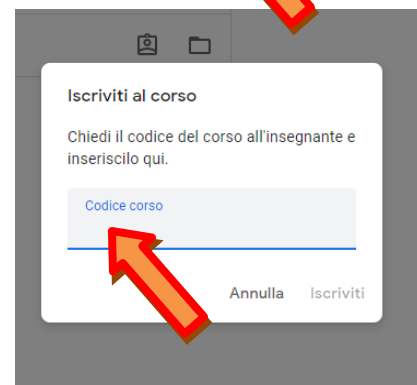 Iscriviti al corso
Chiedi il codice del corso all'insegnante e
inseriscilo qui.
Codice corso
Annulla Iscriviti